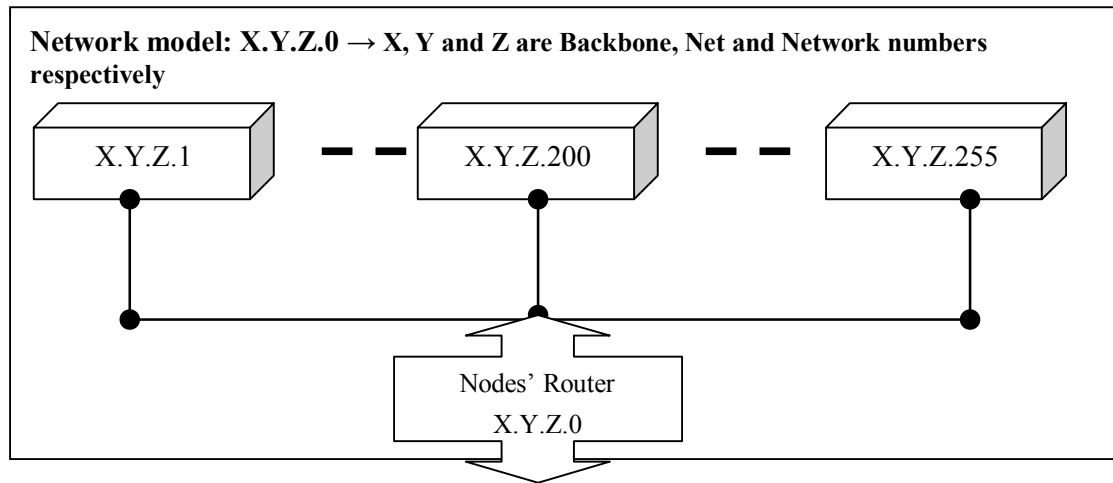 Network model: X.Y.Z.0 → X, Y and Z are Backbone, Net and Network numbers
respectively
X.Y.Z.1
X.Y.Z.200
X.Y.Z.255
Nodes’ Router
X.Y.Z.0